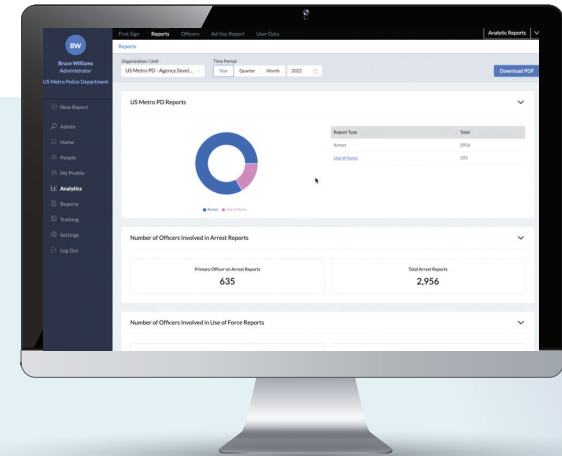 First Sign Reports Officers Ad Hoc Report User Data Analytic Reports
BW
Bruce Williams
Administrator
US Metro Police Department
New Report
Admin
Home
People
My Profile
Analytics
Reports
Training
Settings
Log Out
Reports
Organization / Unit Time Period
US Metro PD - Agency (level... Year Quarter Month 2022 Download PDF
US Metro PD Reports
Report Type Total
Arrest 2956
Use of Force
Arrest Use of Force
Number of Officers Involved in Arrest Reports
Primary Officer on Arrest Reports Total Arrest Reports
635 2,956
Number of Officers Involved in Use of Force Reports